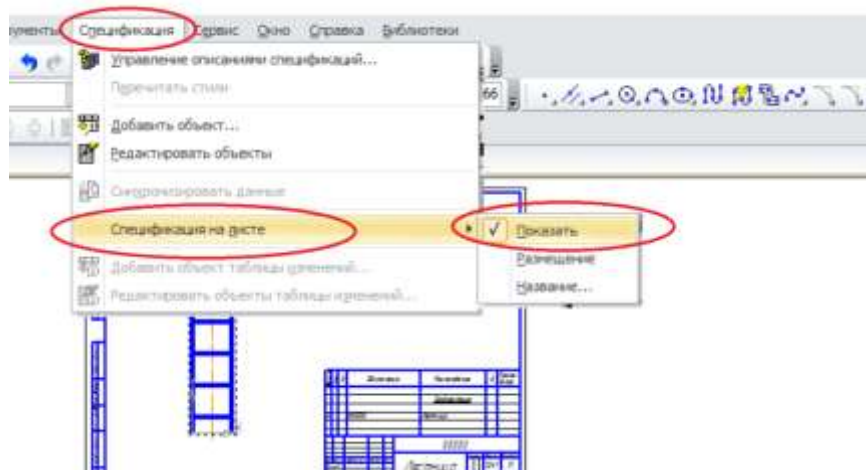 Спецификация Сервис Окно Справка Библиотеки
Управление описаниями спецификаций...
Перечитать стили
66
Добавить объект...
Редактировать объекты
Синхронизировать данные
Спецификация на листе
Показать
Размещение
Название...
Добавить объект таблицы изменений...
Редактировать объекты таблицы изменений...